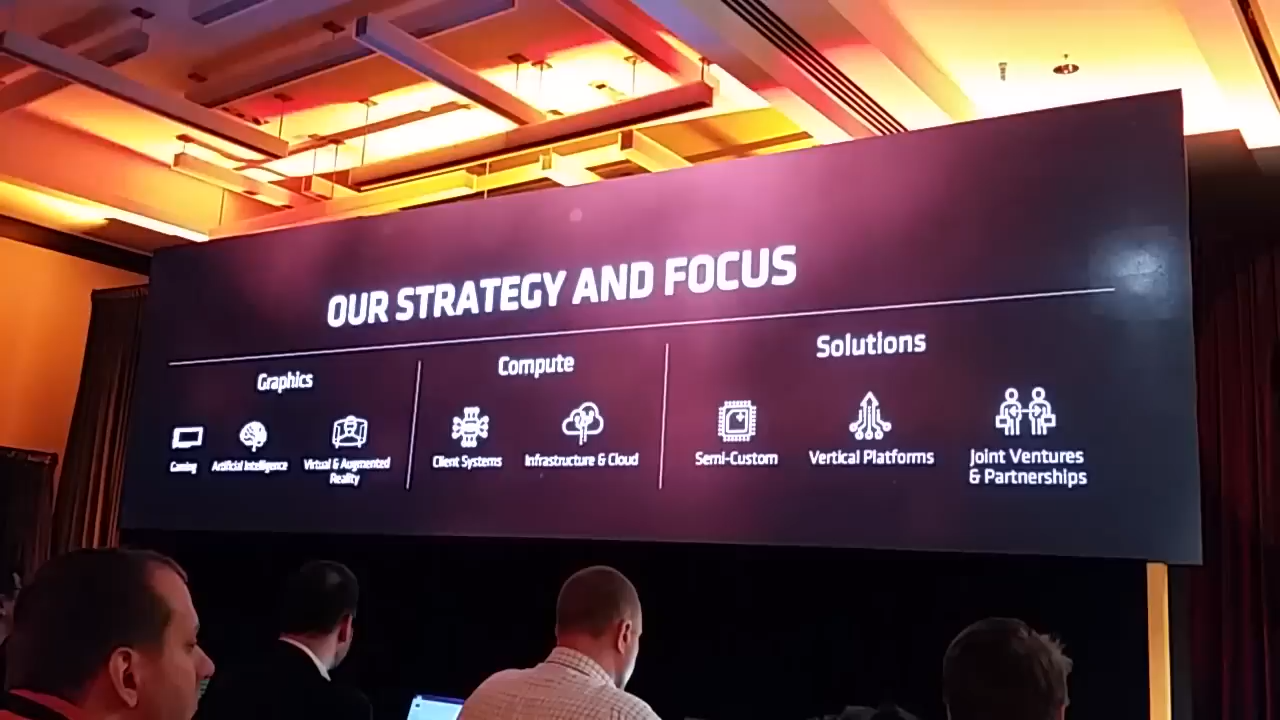 OUR STRATEGY AND FOCUS
Graphics
Compute
Solutions
Gaming
Artificial Intelligence
Virtual & Augmented
Reality
Client Systems
Infrastructure & Cloud
Semi-Custom
Vertical Platforms
Joint Ventures
& Partnerships